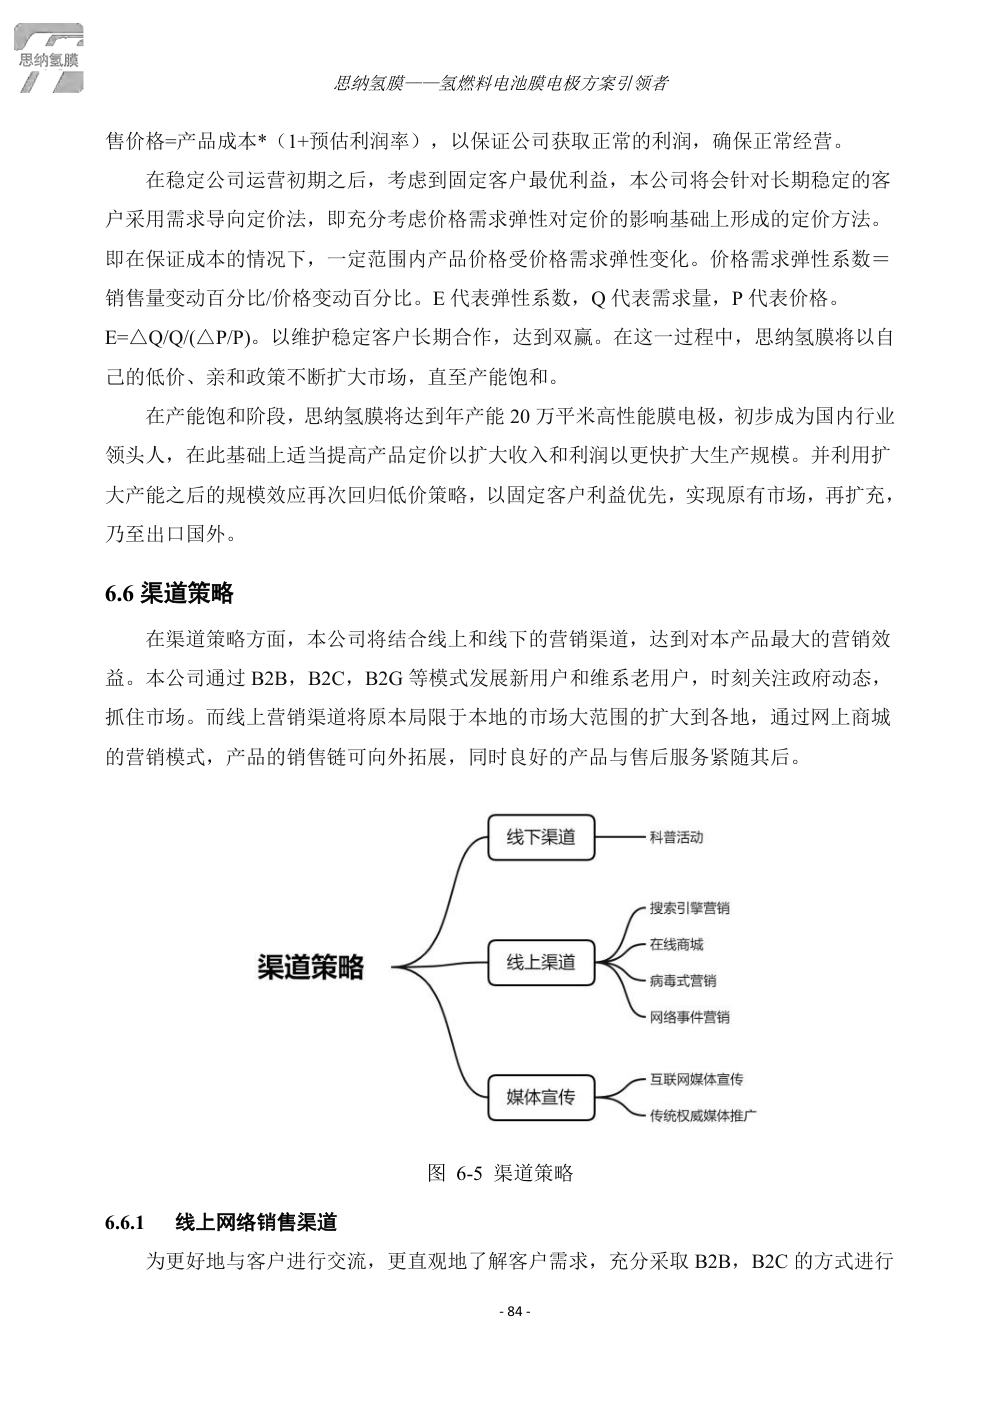 思纳氢膜
思纳氢膜——氢燃料电池膜电极方案引领者
售价格=产品成本*（1+预估利润率），以保证公司获取正常的利润，确保正常经营。
在稳定公司运营初期之后，考虑到固定客户最优利益，本公司将会针对长期稳定的客
户采用需求导向定价法，即充分考虑价格需求弹性对定价的影响基础上形成的定价方法。
即在保证成本的情况下，一定范围内产品价格受价格需求弹性变化。价格需求弹性系数＝
销售量变动百分比/价格变动百分比。E 代表弹性系数，Q 代表需求量，P 代表价格。
E=△Q/Q/(△P/P)。以维护稳定客户长期合作，达到双赢。在这一过程中，思纳氢膜将以自
己的低价、亲和政策不断扩大市场，直至产能饱和。
在产能饱和阶段，思纳氢膜将达到年产能 20 万平米高性能膜电极，初步成为国内行业
领头人，在此基础上适当提高产品定价以扩大收入和利润以更快扩大生产规模。并利用扩
大产能之后的规模效应再次回归低价策略，以固定客户利益优先，实现原有市场，再扩充，
乃至出口国外。
6.6 渠道策略
在渠道策略方面，本公司将结合线上和线下的营销渠道，达到对本产品最大的营销效
益。本公司通过 B2B，B2C，B2G 等模式发展新用户和维系老用户，时刻关注政府动态，
抓住市场。而线上营销渠道将原本局限于本地的市场大范围的扩大到各地，通过网上商城
的营销模式，产品的销售链可向外拓展，同时良好的产品与售后服务紧随其后。
渠道策略
线下渠道
科普活动
线上渠道
搜索引擎营销
在线商城
病毒式营销
网络事件营销
媒体宣传
互联网媒体宣传
传统权威媒体推广
图 6-5 渠道策略
6.6.1 线上网络销售渠道
为更好地与客户进行交流，更直观地了解客户需求，充分采取 B2B，B2C 的方式进行
- 84 -